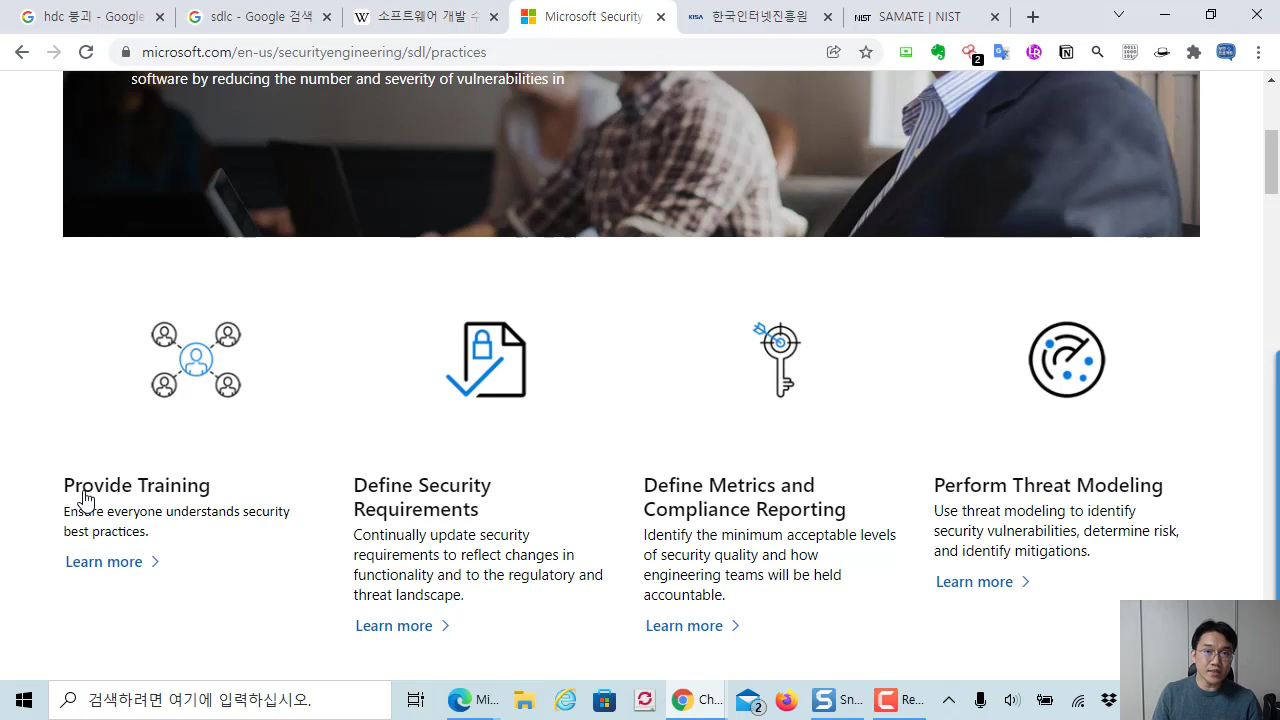 hdc 붕괴 - Google
sdlc - Google 검색
소프트웨어 개발 수
Microsoft Security
한국인터넷진흥원
SAMATE | NIST
microsoft.com/en-us/securityengineering/sdl/practices
2
software by reducing the number and severity of vulnerabilities in
Provide Training
Ensure everyone understands security
best practices.
Learn more
Define Security
Requirements
Continually update security
requirements to reflect changes in
functionality and to the regulatory and
threat landscape.
Learn more
Define Metrics and
Compliance Reporting
Identify the minimum acceptable levels
of security quality and how
engineering teams will be held
accountable.
Learn more
Perform Threat Modeling
Use threat modeling to identify
security vulnerabilities, determine risk,
and identify mitigations.
Learn more
검색하려면 여기에 입력하십시오.
Mi...
Ch...
2
Sn...
Re...